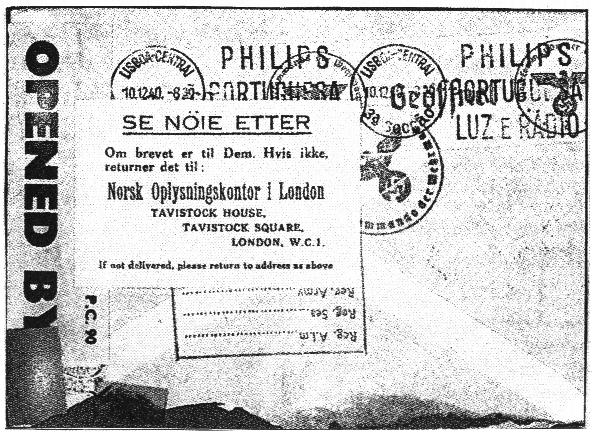 OPENED BY
P.C. 90
LISBOA-CENTRAL
10.12.40. -8.30
PHILIPS
PORTUGUESA
LISBOA-CENTRAL
PHILIPS
PORTUGUESA
LUZ E RADIO
Geöffnet
SE NÖIE ETTER
Om brevet er til Dem. Hvis ikke,
returner det til:
Norsk Oplysningskontor i London
TAVISTOCK HOUSE,
TAVISTOCK SQUARE,
LONDON, W.C.1.
If not delivered, please return to address as above
Reg. Army
Reg. Sea
Reg.